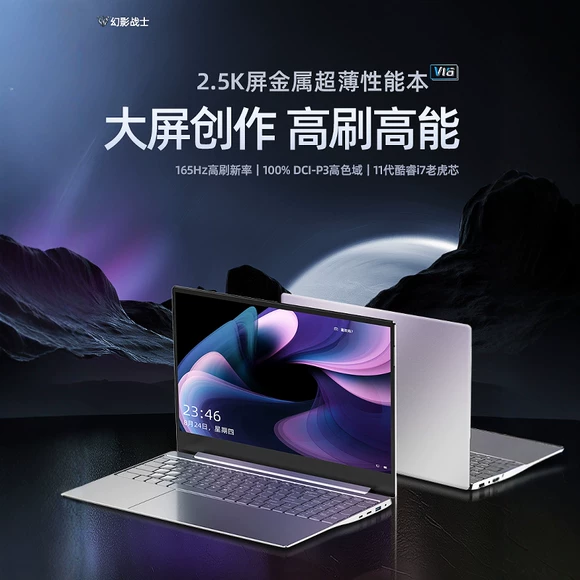 幻影战士
2.5K屏金属超薄性能本 V16
大屏创作 高刷高能
165Hz高刷新率 | 100% DCI-P3高色域 | 11代酷睿i7老虎芯
23:46
8月24日，星期四